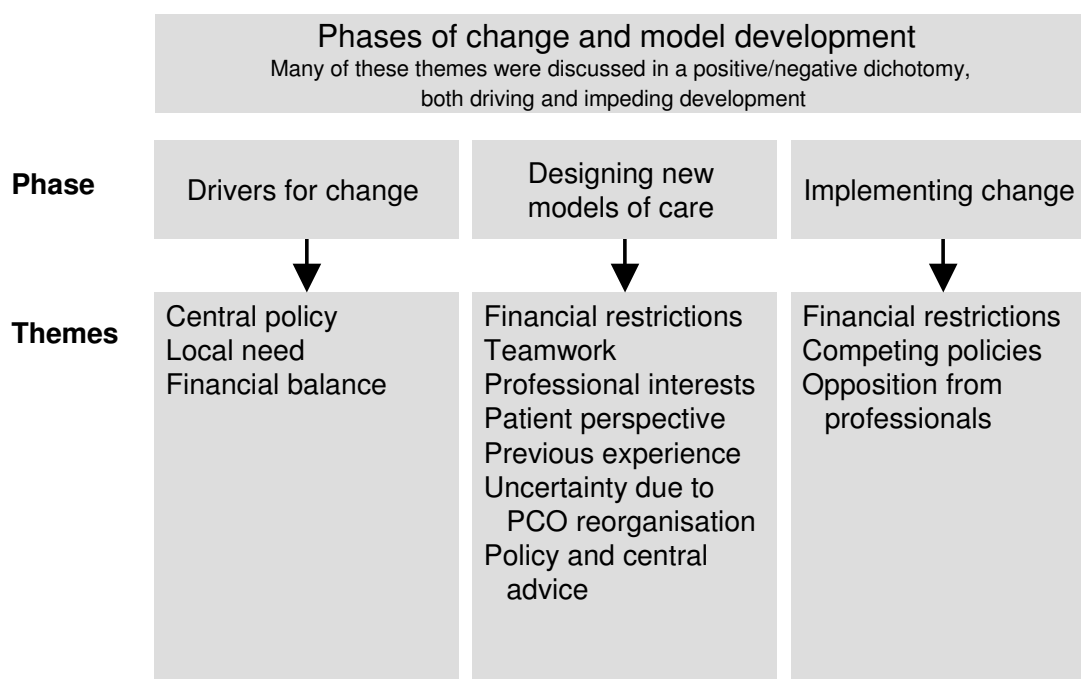 Phases of change and model development
Many of these themes were discussed in a positive/negative dichotomy,
both driving and impeding development
Phase
Drivers for change
Designing new
models of care
Implementing change
Themes
Central policy
Local need
Financial balance
Financial restrictions
Teamwork
Professional interests
Patient perspective
Previous experience
Uncertainty due to
PCO reorganisation
Policy and central
advice
Financial restrictions
Competing policies
Opposition from
professionals